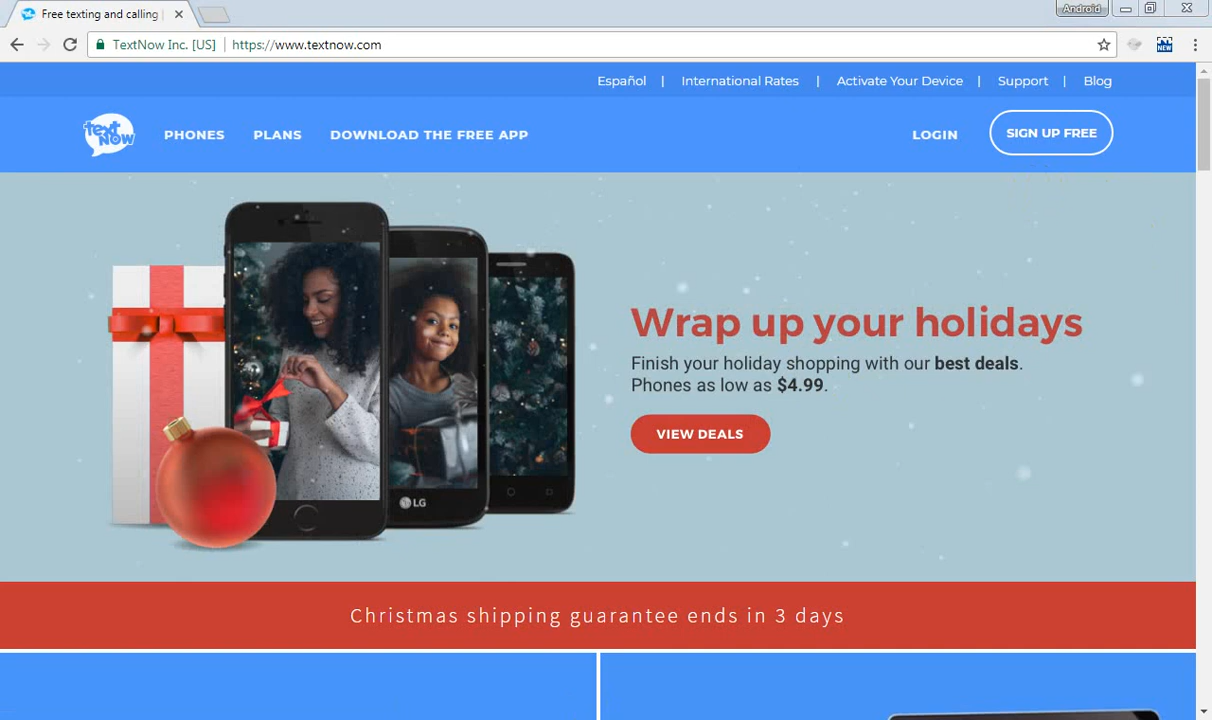 Free texting and calling |
Android
TextNow Inc. [US] | https://www.textnow.com
NEW
Español | International Rates | Activate Your Device | Support | Blog
text Now PHONES PLANS DOWNLOAD THE FREE APP LOGIN SIGN UP FREE
Wrap up your holidays
Finish your holiday shopping with our best deals.
Phones as low as $4.99.
VIEW DEALS
LG
Christmas shipping guarantee ends in 3 days